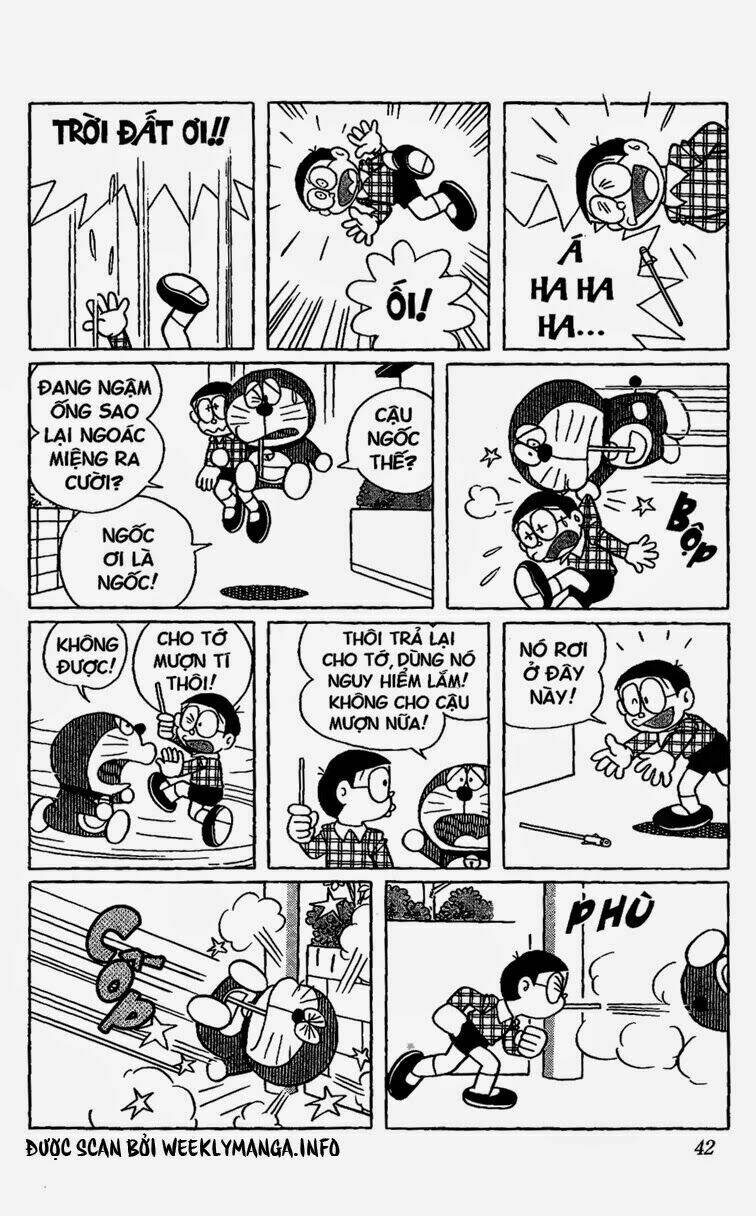 Á
HA HA
HA...
ỐI!
TRỜI ĐẤT ƠI!!
BỘP
CẬU
NGỐC
THẾ?
ĐANG NGẬM
ỐNG SAO
LẠI NGOÁC
MIỆNG RA
CƯỜI?
NGỐC
ƠI LÀ
NGỐC!
NÓ RƠI
Ở ĐÂY
NÀY!
THÔI TRẢ LẠI
CHO TỚ, DÙNG NÓ
NGUY HIỂM LẮM!
KHÔNG CHO CẬU
MƯỢN NỮA!
CHO TỚ
MƯỢN TÍ
THÔI!
KHÔNG
ĐƯỢC!
PHÙ
CỐP
ĐƯỢC SCAN BỞI WEEKLYMANGA.INFO
42